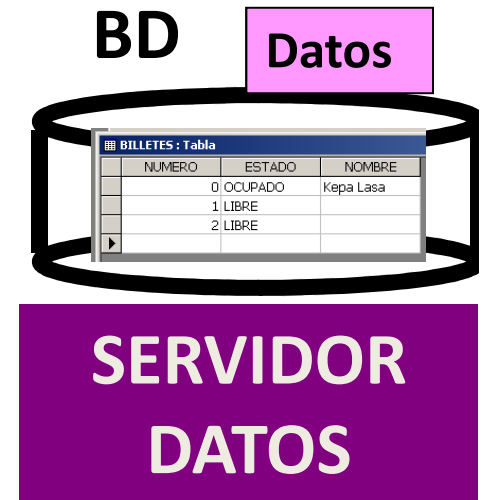 BD
Datos
BILLETES : Tabla
NUMERO ESTADO NOMBRE
0 OCUPADO Kepa Lasa
1 LIBRE
2 LIBRE
SERVIDOR
DATOS